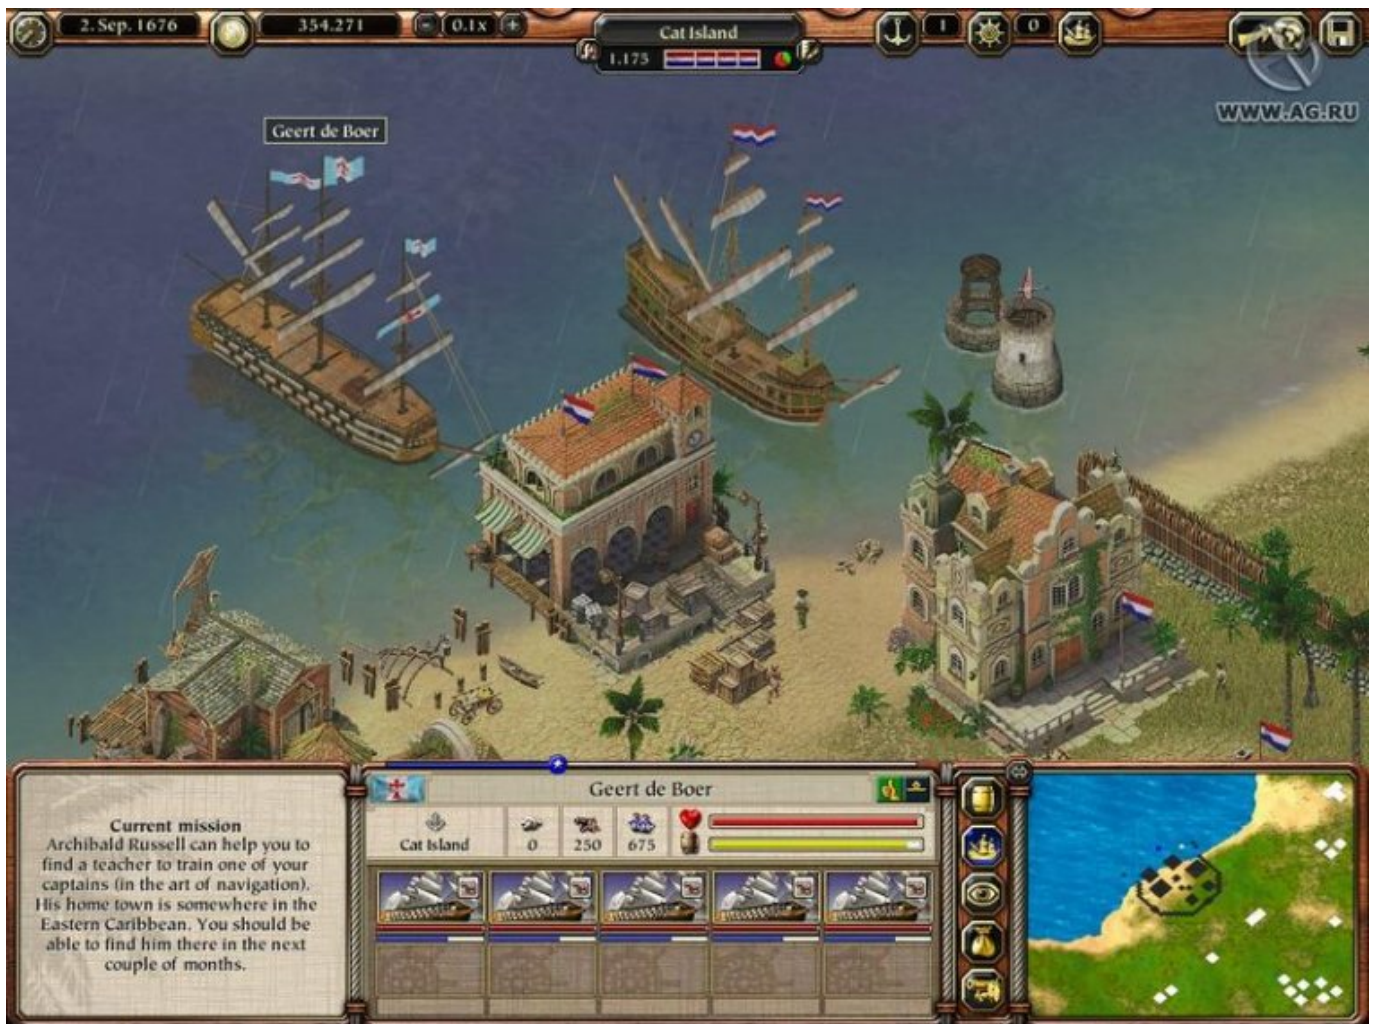 2. Sep. 1676
354.271
0.1x
Cat Island
1
0
1.175
WWW.AG.RU
Geert de Boer
Geert de Boer
Cat Island
0
250
675
Current mission
Archibald Russell can help you to
find a teacher to train one of your
captains (in the art of navigation).
His home town is somewhere in the
Eastern Caribbean. You should be
able to find him there in the next
couple of months.